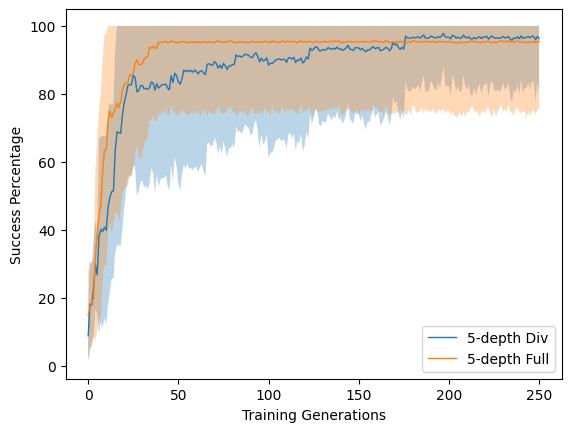 100
80
60
40
20
0
Success Percentage
0 50 100 150 200 250
Training Generations
5-depth Div
5-depth Full